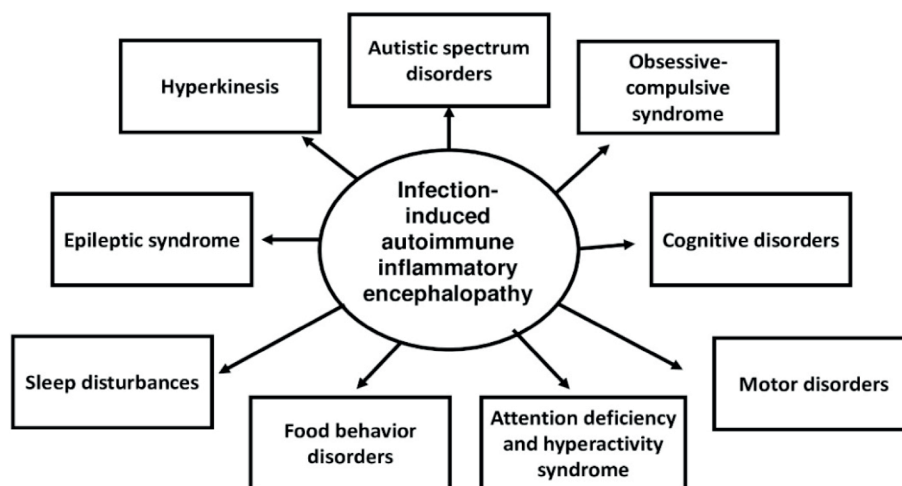 Autistic spectrum
disorders
Hyperkinesis
Obsessive-
compulsive
syndrome
Infection-
induced
autoimmune
inflammatory
encephalopathy
Epileptic syndrome
Cognitive disorders
Sleep disturbances
Motor disorders
Food behavior
disorders
Attention deficiency
and hyperactivity
syndrome